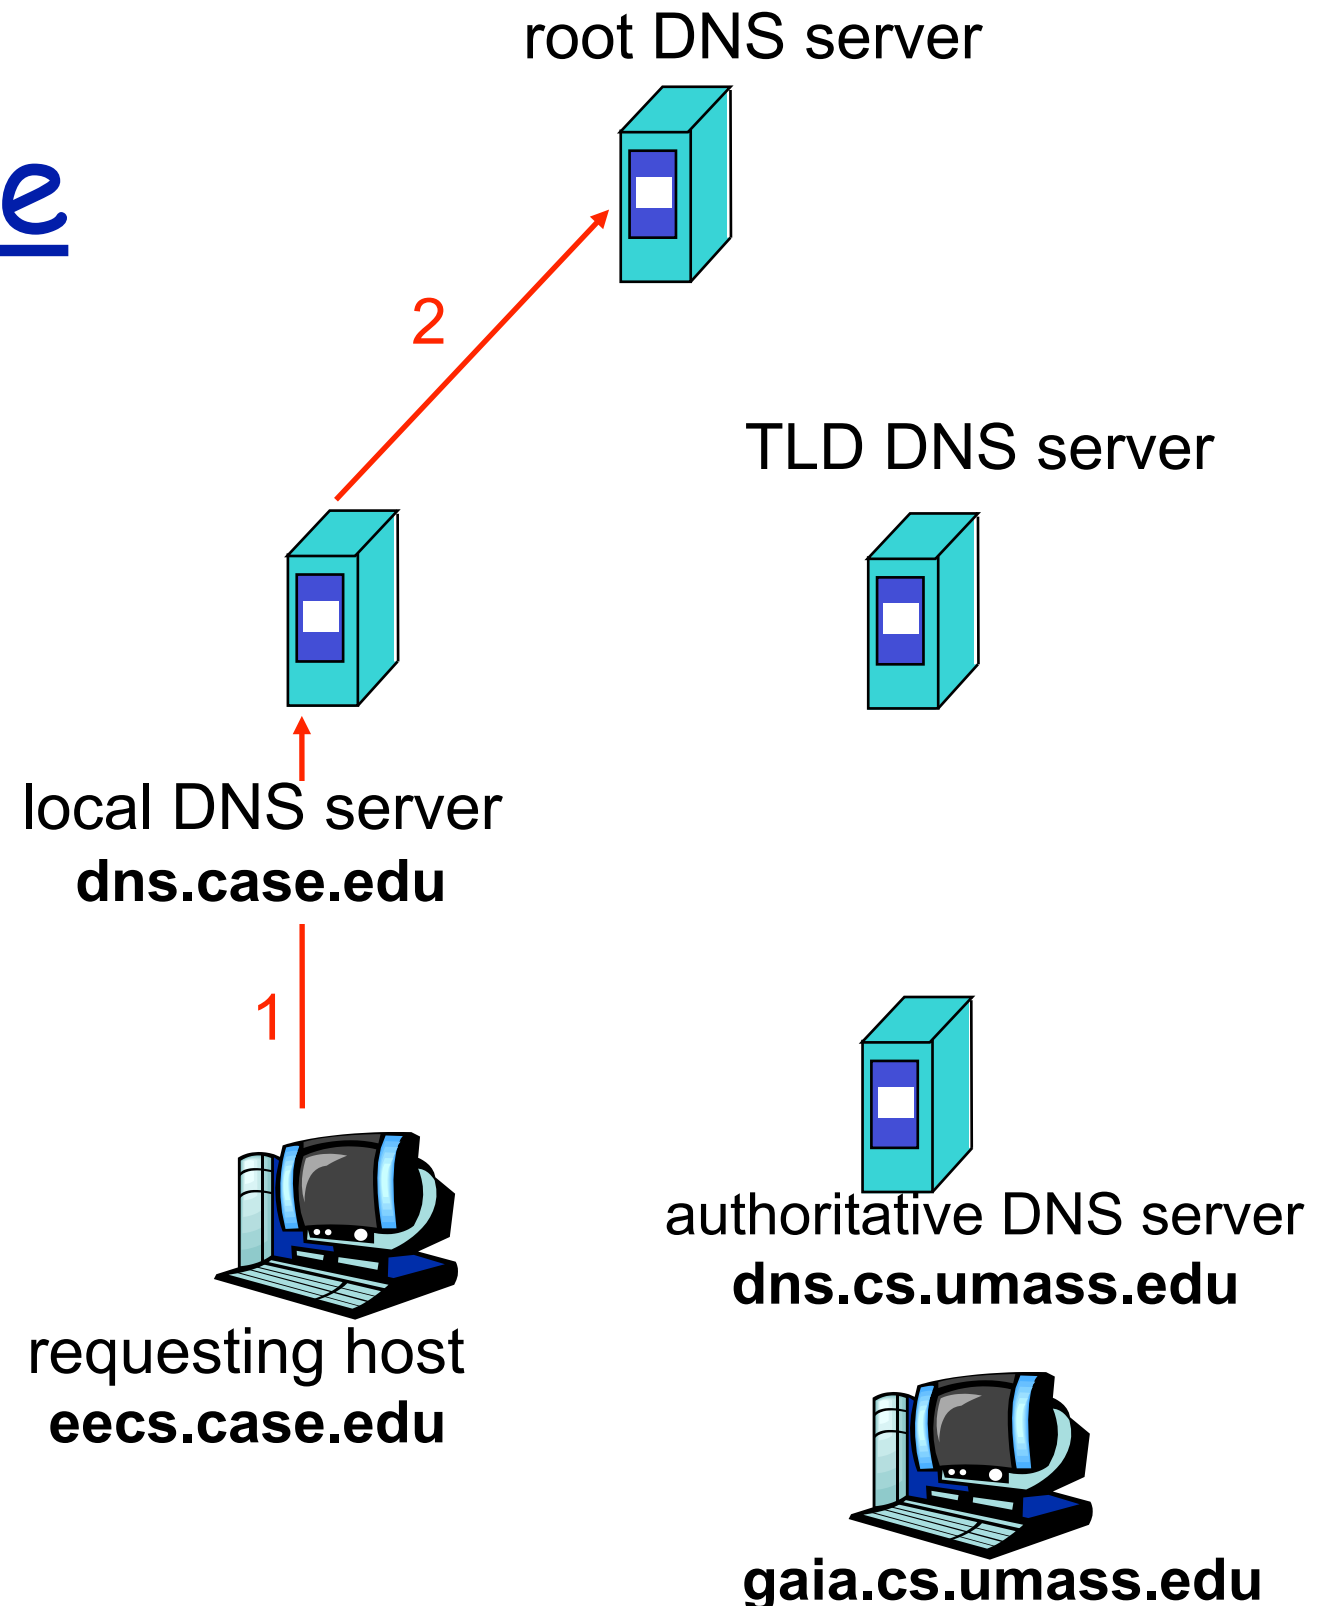 root DNS server
e
2
TLD DNS server
local DNS server
dns.case.edu
1
authoritative DNS server
dns.cs.umass.edu
requesting host
eecs.case.edu
gaia.cs.umass.edu